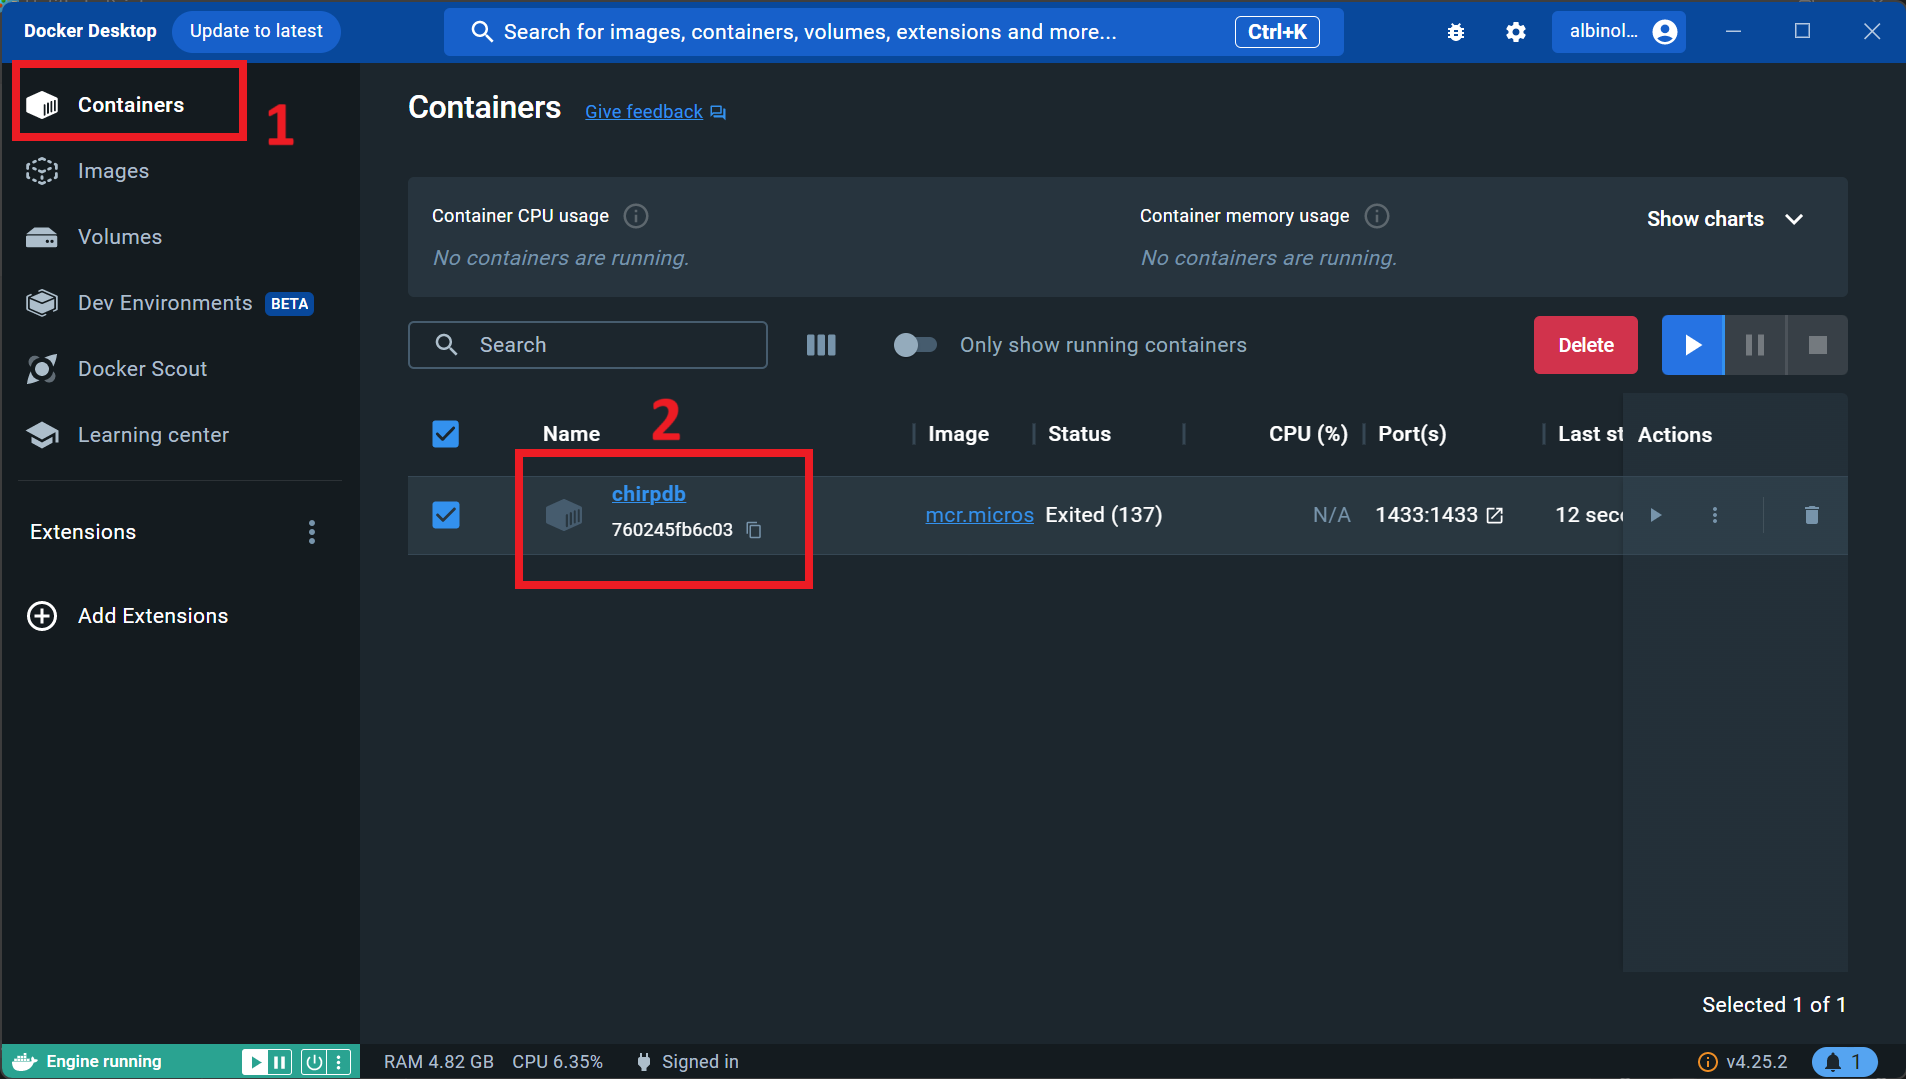 Docker Desktop
Update to latest
Search for images, containers, volumes, extensions and more...
Ctrl+K
albinol...
Containers
1
Images
Volumes
Dev Environments BETA
Docker Scout
Learning center
Extensions
Add Extensions
Containers
Give feedback
Container CPU usage
No containers are running.
Container memory usage
No containers are running.
Show charts
Search
Only show running containers
Delete
2
Name Image Status CPU (%) Port(s) Last st Actions
chirpdb
760245fb6c03
mcr.micros Exited (137) N/A 1433:1433 12 seco
Selected 1 of 1
Engine running
RAM 4.82 GB CPU 6.35% Signed in
v4.25.2
1